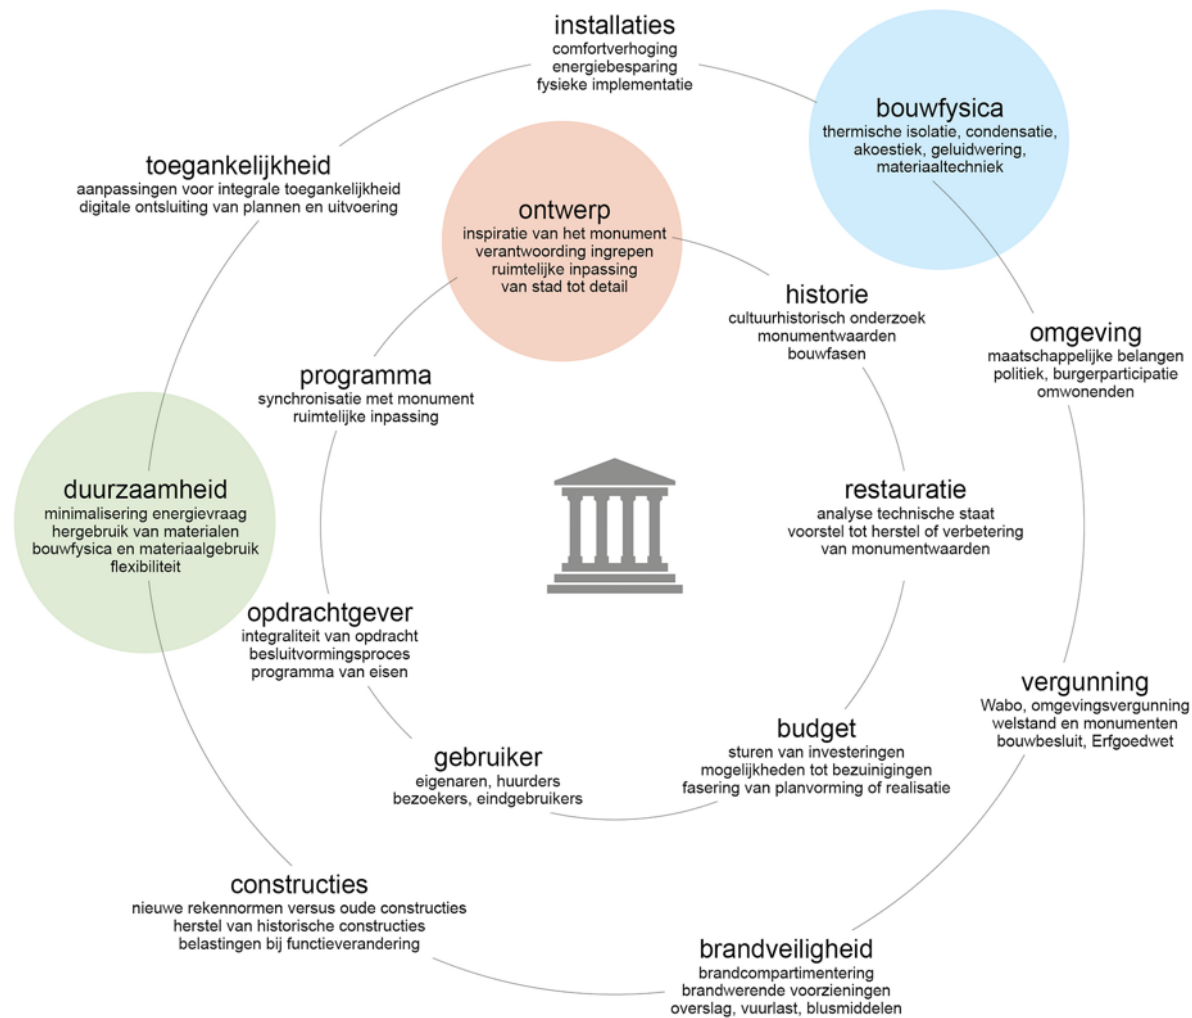 installaties
comfortverhoging
energiebesparing
fysieke implementatie
bouwfysica
thermische isolatie, condensatie,
akoestiek, geluidwering,
materiaaltechniek
toegankelijkheid
aanpassingen voor integrale toegankelijkheid
digitale ontsluiting van plannen en uitvoering
ontwerp
inspiratie van het monument
verantwoording ingrepen
ruimtelijke inpassing
van stad tot detail
historie
cultuurhistorisch onderzoek
monumentwaarden
bouwfasen
omgeving
maatschappelijke belangen
politiek, burgerparticipatie
omwonenden
programma
synchronisatie met monument
ruimtelijke inpassing
duurzaamheid
minimalisering energievraag
hergebruik van materialen
bouwfysica en materiaalgebruik
flexibiliteit
restauratie
analyse technische staat
voorstel tot herstel of verbetering
van monumentwaarden
opdrachtgever
integraliteit van opdracht
besluitvormingsproces
programma van eisen
vergunning
Wabo, omgevingsvergunning
welstand en monumenten
bouwbesluit, Erfgoedwet
gebruiker
eigenaren, huurders
bezoekers, eindgebruikers
budget
sturen van investeringen
mogelijkheden tot bezuinigingen
fasering van planvorming of realisatie
constructies
nieuwe rekennormen versus oude constructies
herstel van historische constructies
belastingen bij functieverandering
brandveiligheid
brandcompartimentering
brandwerende voorzieningen
overslag, vuurlast, blusmiddelen